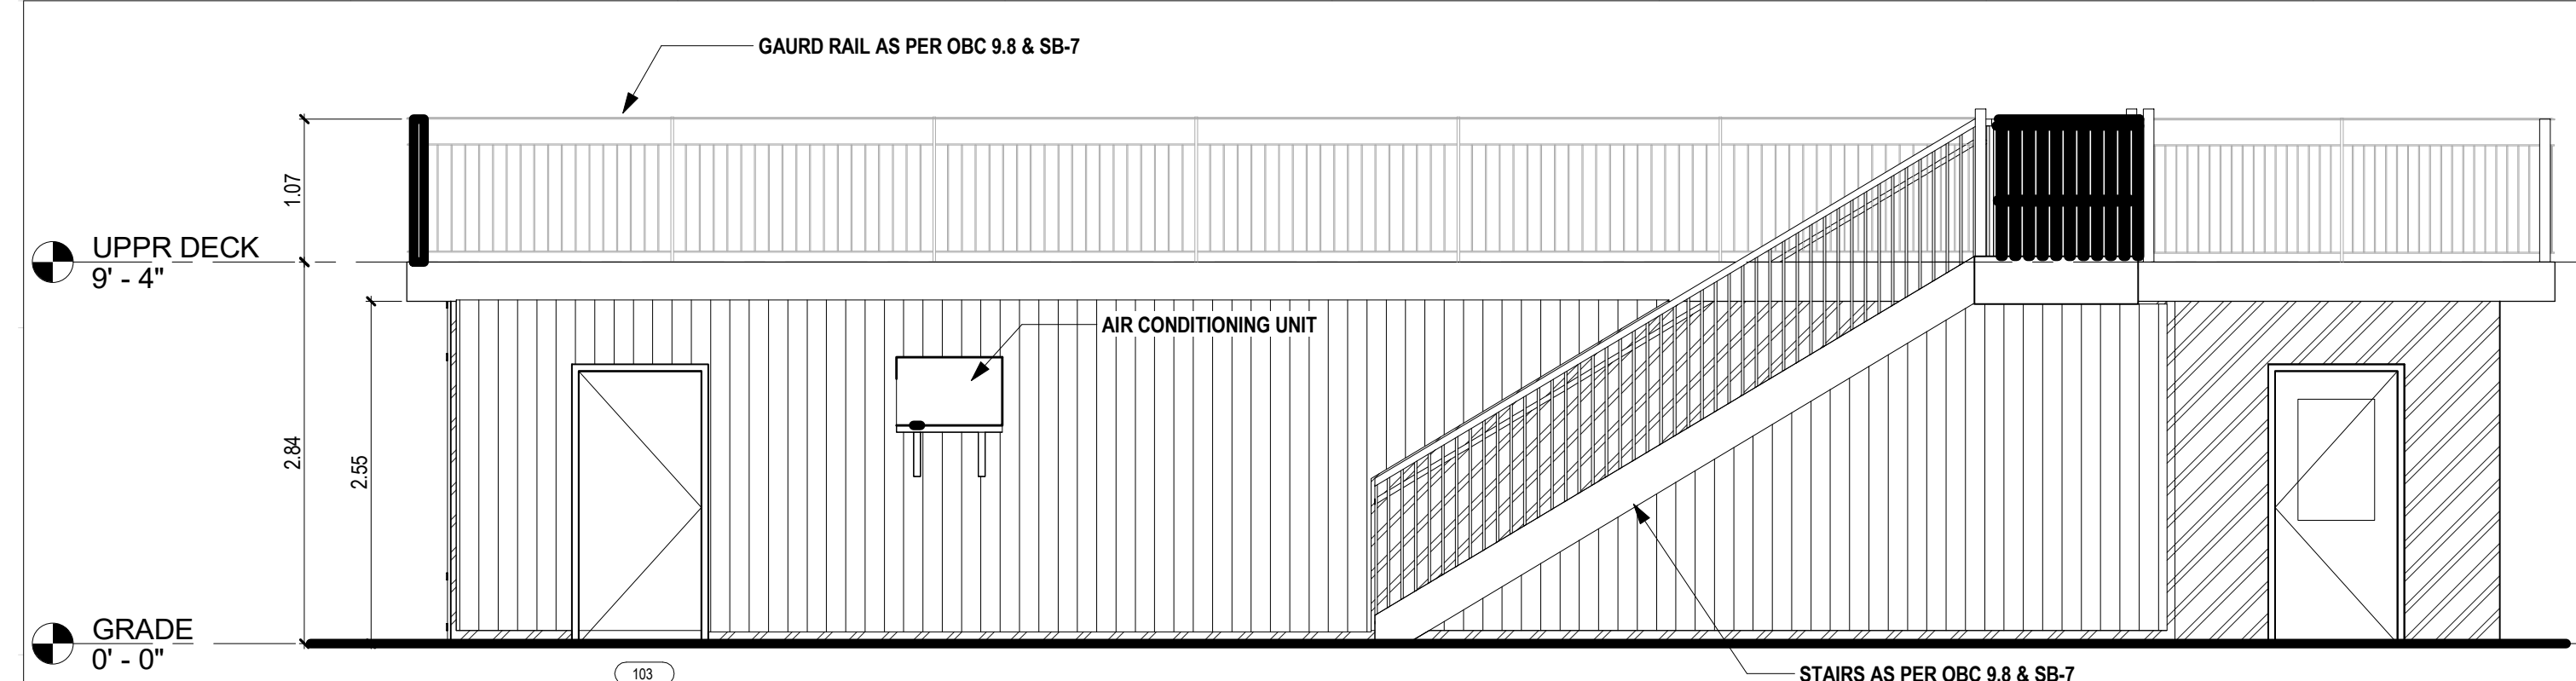 GAURD RAIL AS PER OBC 9.8 & SB-7
1.07
UPPR DECK
9' - 4"
AIR CONDITIONING UNIT
2.84
2.55
GRADE
0' - 0"
103
STAIRS AS PER OBC 9.8 & SB-7